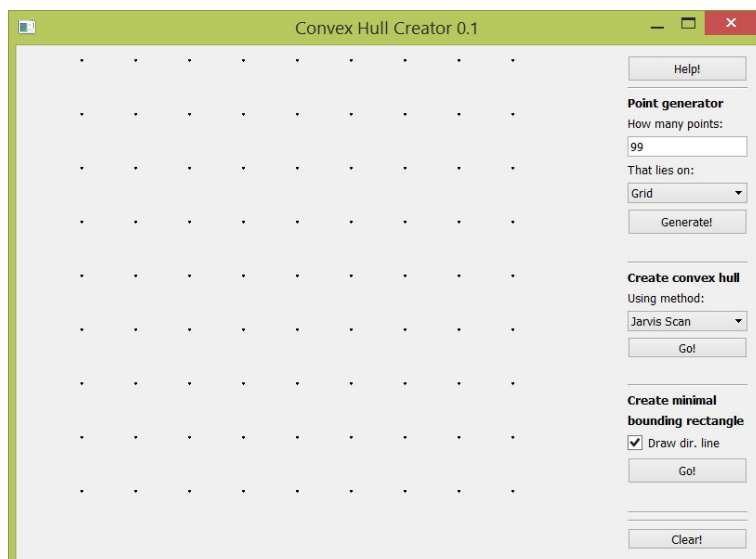 Convex Hull Creator 0.1
Help!
Point generator
How many points:
99
That lies on:
Grid
Generate!
Create convex hull
Using method:
Jarvis Scan
Go!
Create minimal
bounding rectangle
Draw dir. line
Go!
Clear!